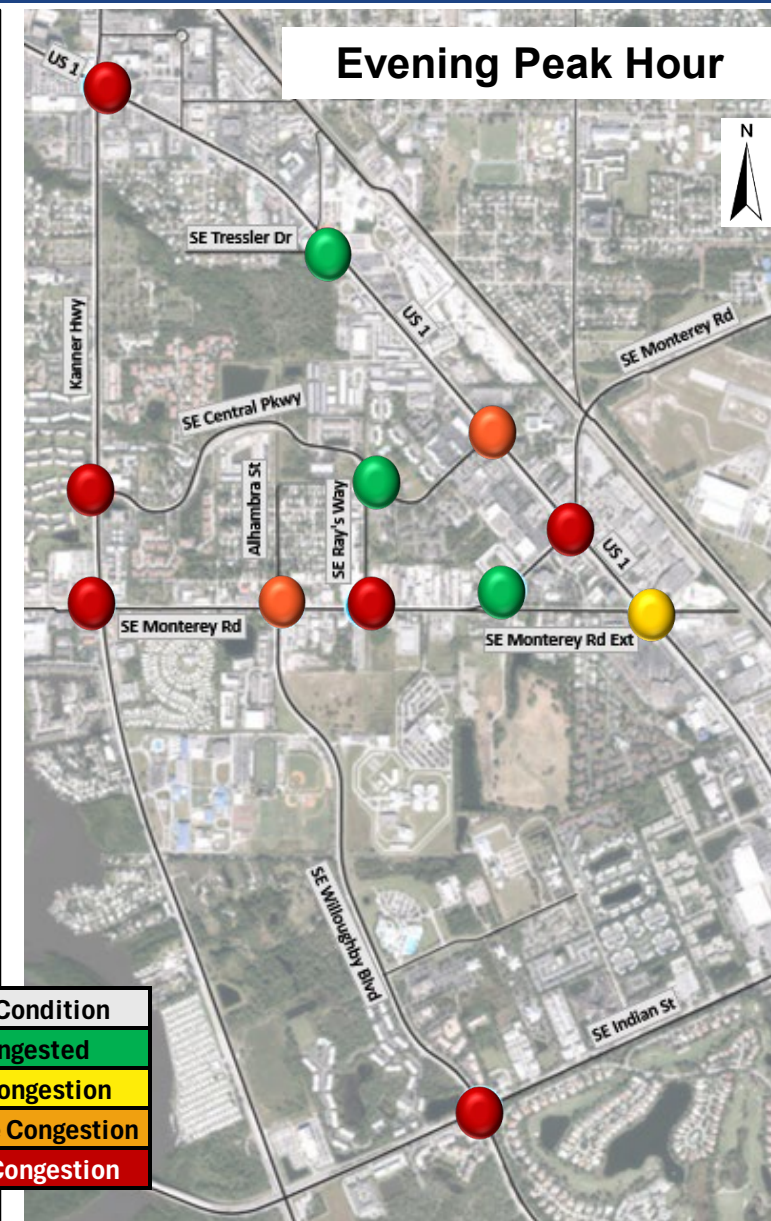 Evening Peak Hour
US 1
N
SE Tressler Dr
US 1
SE Monterey Rd
Kanner Hwy
SE Central Pkwy
Alhambra St
SE Ray's Way
US 1
SE Monterey Rd
SE Monterey Rd Ext
SE Willoughby Blvd
SE Indian St
Condition
ngested
ongestion
Congestion
Congestion